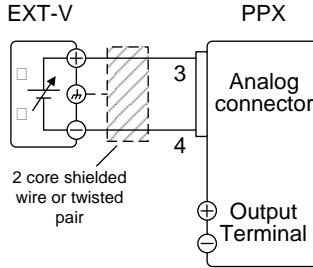 EXT-V
PPX
3
Analog
connector
4
2 core shielded
wire or twisted
pair
Output
Terminal